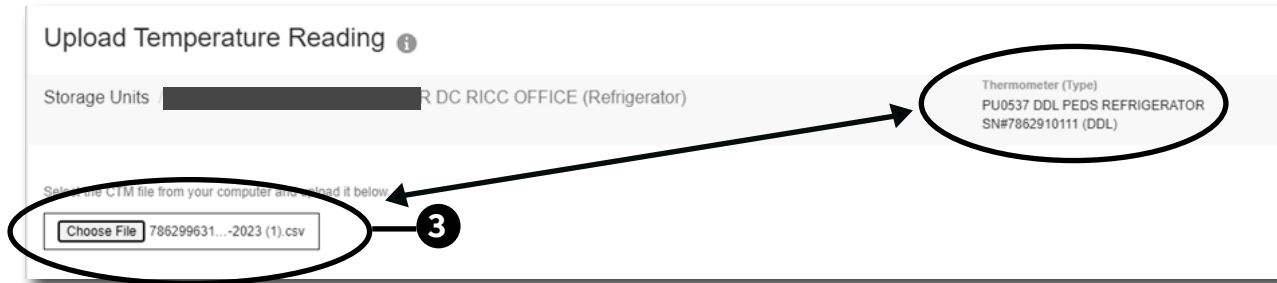 Upload Temperature Reading
Storage Units / R DC RICC OFFICE (Refrigerator)
Thermometer (Type)
PU0537 DDL PEDS REFRIGERATOR
SN#7862910111 (DDL)
Select the CTM file from your computer and upload it below.
Choose File 786299631...-2023 (1).csv
3